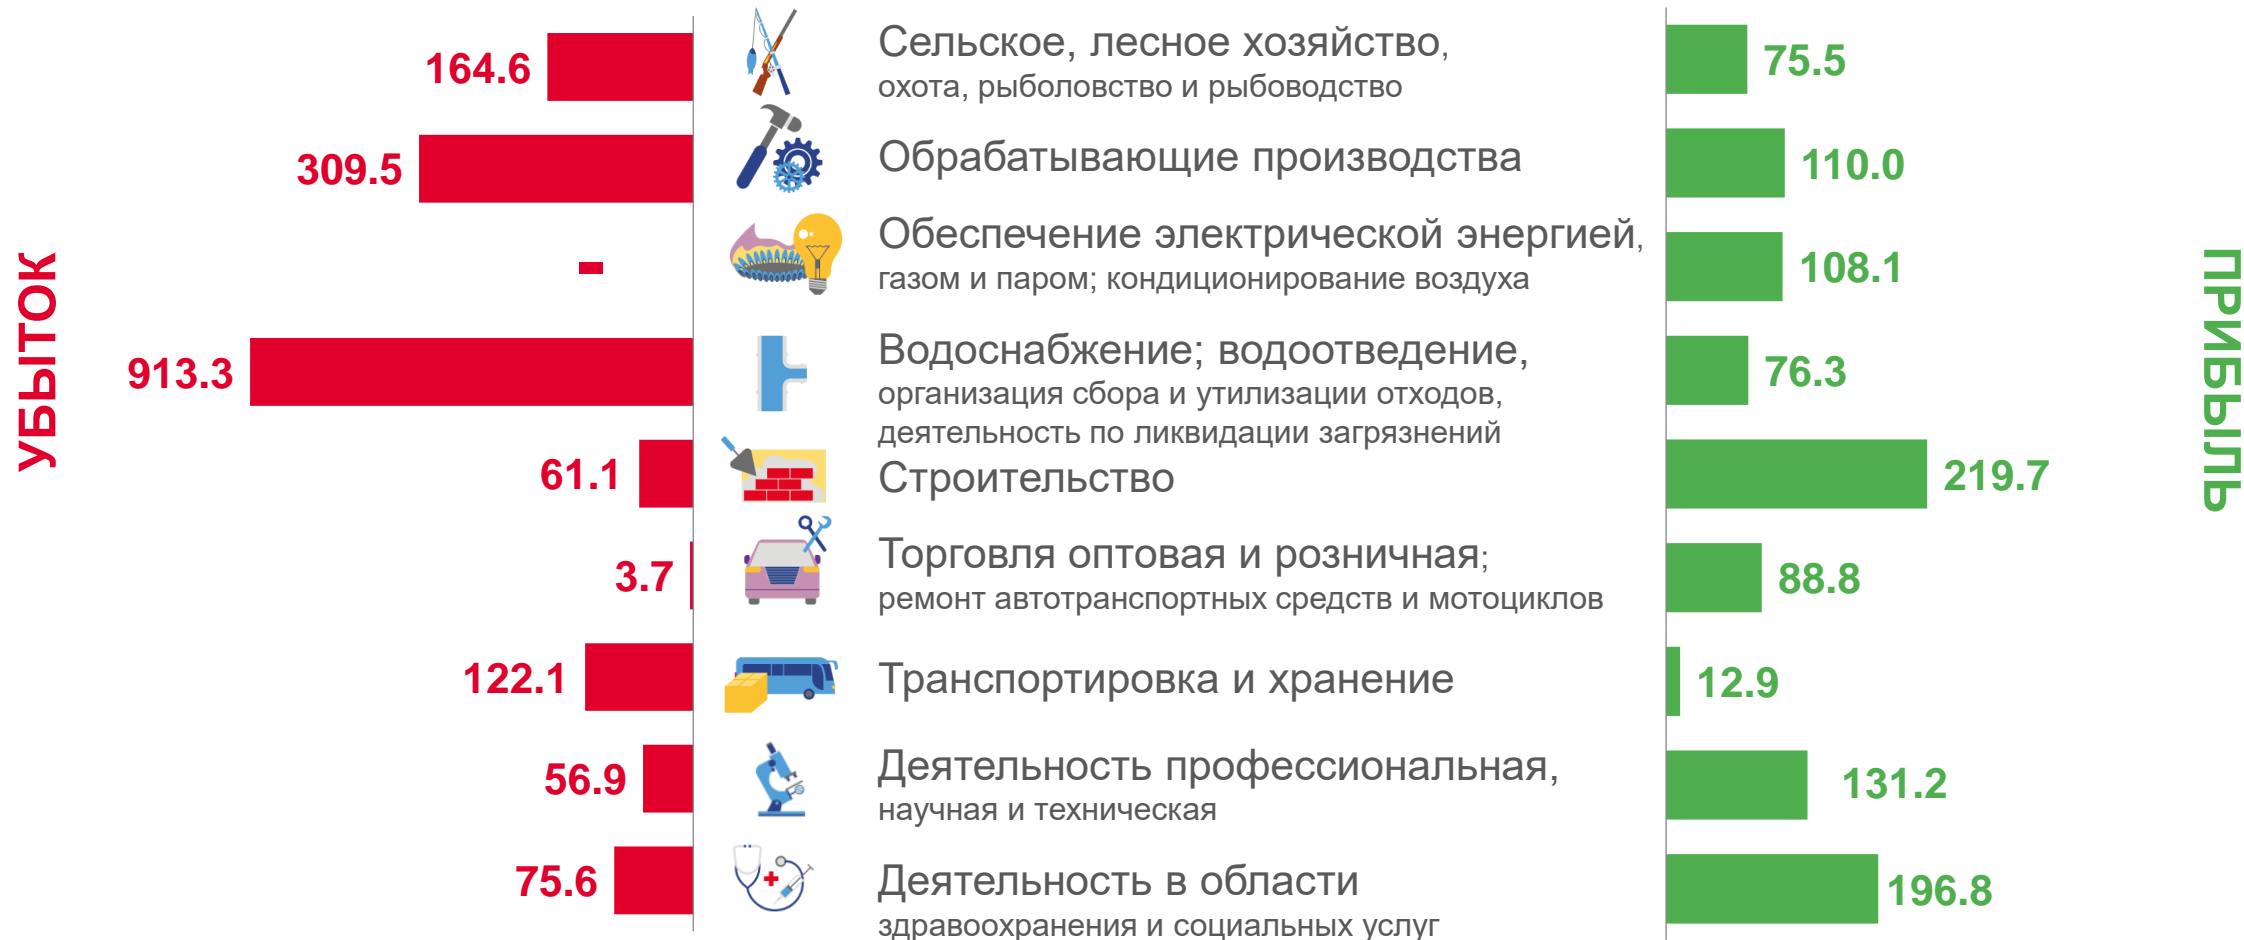 УБЫТОК
164.6
Сельское, лесное хозяйство,
охота, рыболовство и рыбоводство
75.5
309.5
Обрабатывающие производства
110.0
-
Обеспечение электрической энергией,
газом и паром; кондиционирование воздуха
108.1
913.3
Водоснабжение; водоотведение,
организация сбора и утилизации отходов,
деятельность по ликвидации загрязнений
76.3
61.1
Строительство
219.7
3.7
Торговля оптовая и розничная;
ремонт автотранспортных средств и мотоциклов
88.8
122.1
Транспортировка и хранение
12.9
56.9
Деятельность профессиональная,
научная и техническая
131.2
75.6
Деятельность в области
здравоохранения и социальных услуг
196.8
ПРИБЫЛЬ